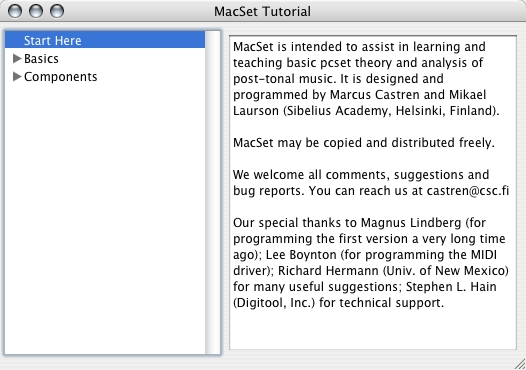 MacSet Tutorial
Start Here
Basics
Components
MacSet is intended to assist in learning and
teaching basic pcset theory and analysis of
post-tonal music. It is designed and
programmed by Marcus Castren and Mikael
Laurson (Sibelius Academy, Helsinki, Finland).
MacSet may be copied and distributed freely.
We welcome all comments, suggestions and
bug reports. You can reach us at castren@csc.fi
Our special thanks to Magnus Lindberg (for
programming the first version a very long time
ago); Lee Boynton (for programming the MIDI
driver); Richard Hermann (Univ. of New Mexico)
for many useful suggestions; Stephen L. Hain
(Digitool, Inc.) for technical support.